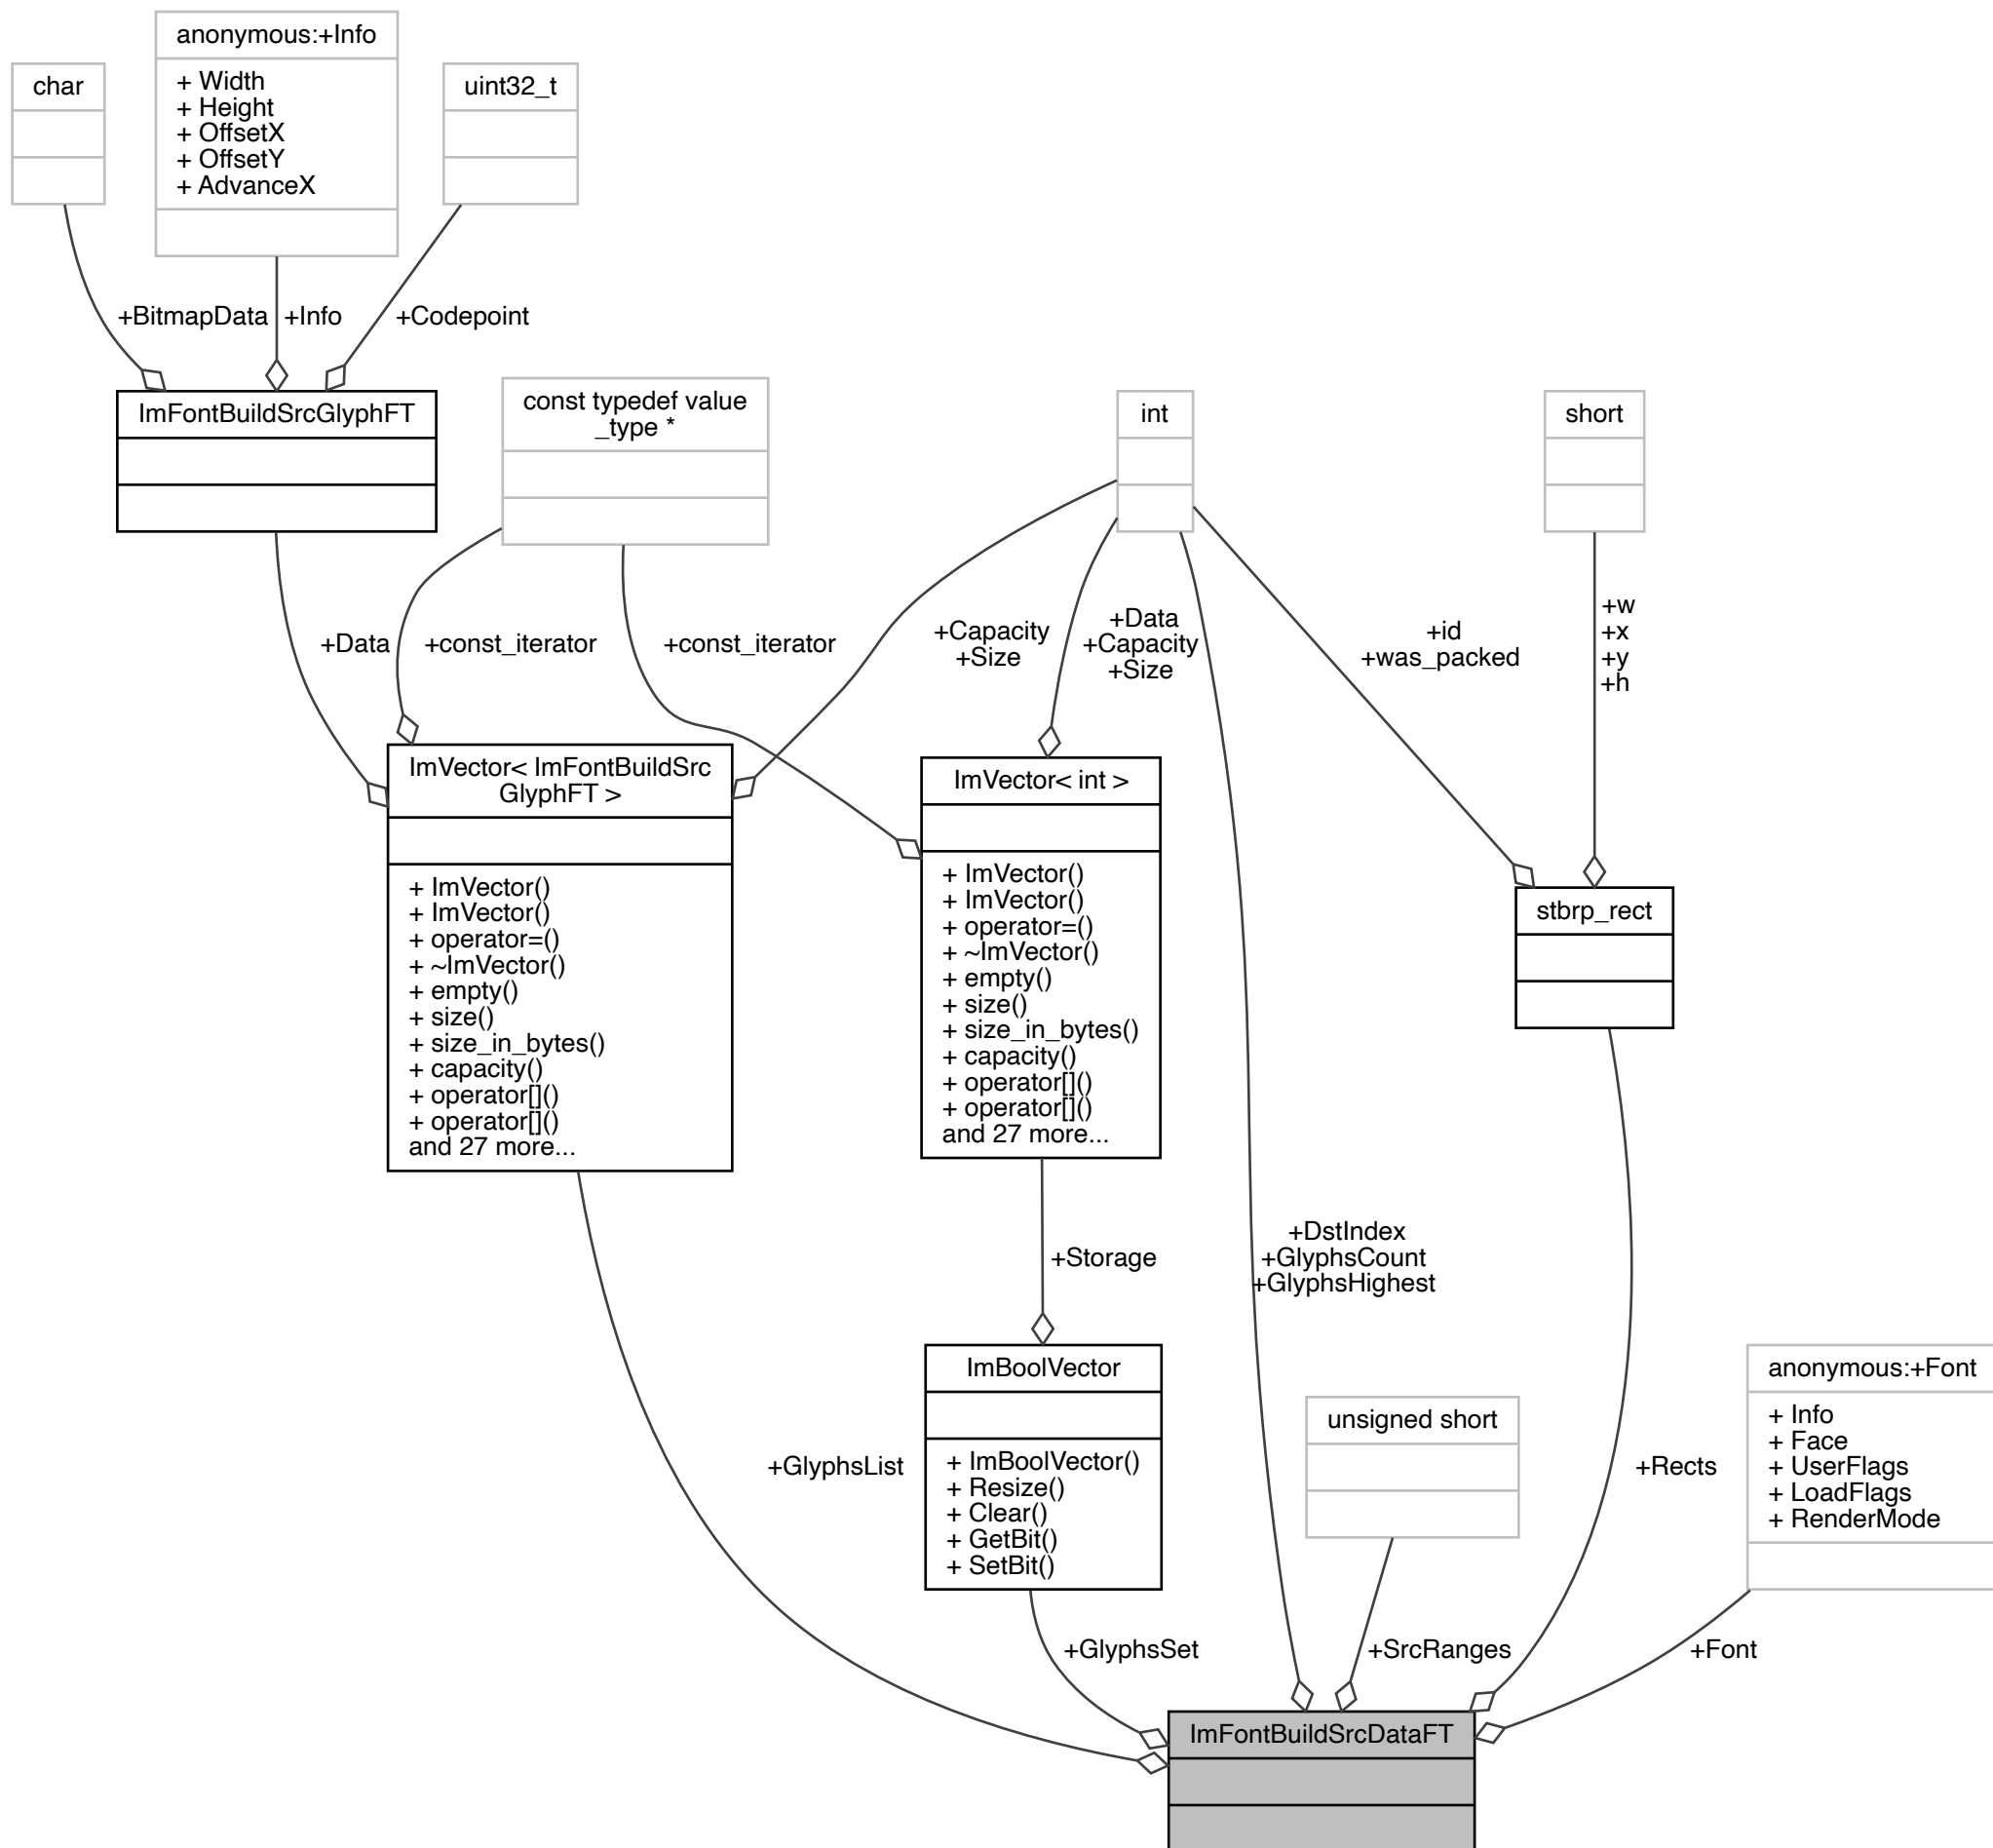 anonymous:+Info
+ Width
+ Height
+ OffsetX
+ OffsetY
+ AdvanceX
char
uint32_t
+BitmapData
+Info
+Codepoint
ImFontBuildSrcGlyphFT
const typedef value
_type *
int
short
+Data
+const_iterator
+const_iterator
+Capacity
+Size
+Data
+Capacity
+Size
+id
+was_packed
+w
+x
+y
+h
ImVector< ImFontBuildSrc
GlyphFT >
+ ImVector()
+ ImVector()
+ operator=()
+ ~ImVector()
+ empty()
+ size()
+ size_in_bytes()
+ capacity()
+ operator[]()
+ operator[]()
and 27 more...
ImVector< int >
+ ImVector()
+ ImVector()
+ operator=()
+ ~ImVector()
+ empty()
+ size()
+ size_in_bytes()
+ capacity()
+ operator[]()
+ operator[]()
and 27 more...
stbrp_rect
+Storage
+DstIndex
+GlyphsCount
+GlyphsHighest
ImBoolVector
+ ImBoolVector()
+ Resize()
+ Clear()
+ GetBit()
+ SetBit()
unsigned short
anonymous:+Font
+ Info
+ Face
+ UserFlags
+ LoadFlags
+ RenderMode
+GlyphsList
+Rects
+GlyphsSet
+SrcRanges
+Font
ImFontBuildSrcDataFT